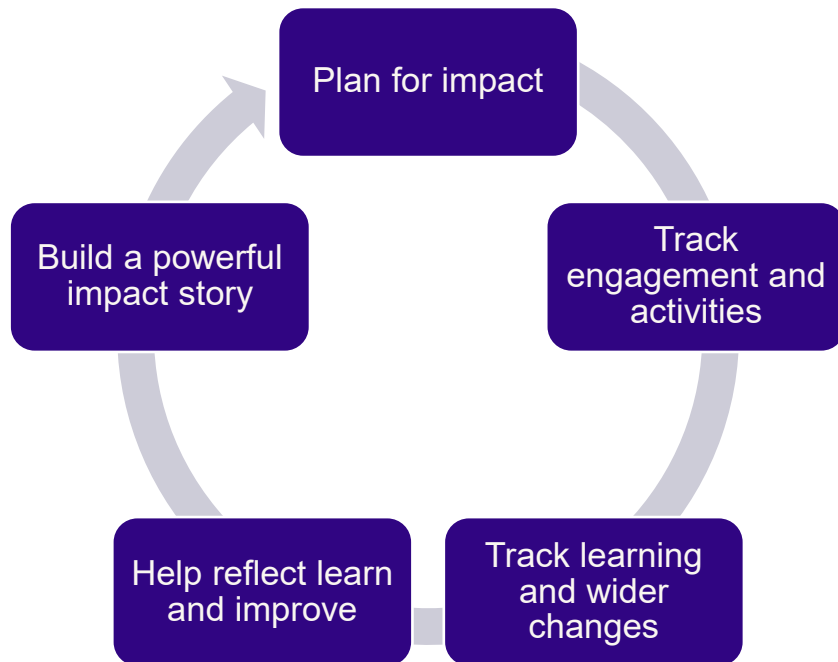 Plan for impact
Track
engagement and
activities
Track learning
and wider
changes
Help reflect learn
and improve
Build a powerful
impact story